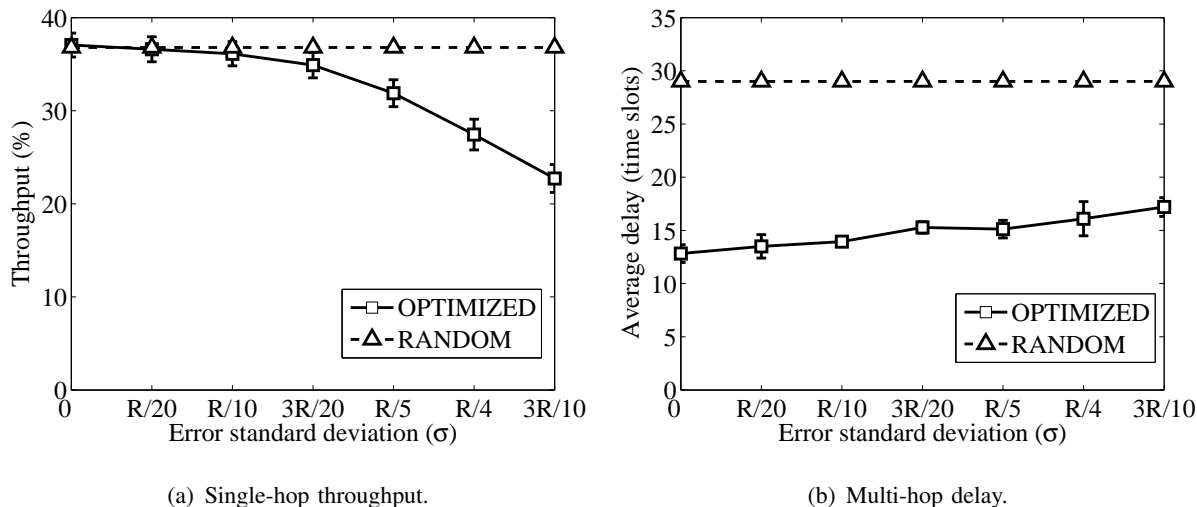 40
30
20
10
0
Throughput (%)
OPTIMIZED
RANDOM
0 R/20 R/10 3R/20 R/5 R/4 3R/10
Error standard deviation (σ)
(a) Single-hop throughput.
35
30
25
20
15
10
5
0
Average delay (time slots)
OPTIMIZED
RANDOM
0 R/20 R/10 3R/20 R/5 R/4 3R/10
Error standard deviation (σ)
(b) Multi-hop delay.